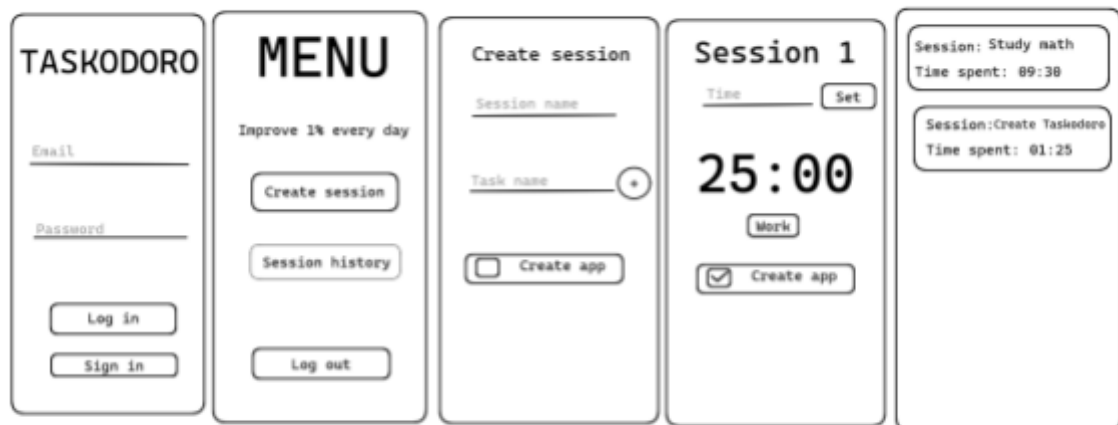 TASKODORO
Email
Password
Log in
Sign in
MENU
Improve 1% every day
Create session
Session history
Log out
Create session
Session name
Task name
+
Create app
Session 1
Time
Set
25:00
Work
Create app
Session: Study math
Time spent: 09:30
Session:Create Taskodoro
Time spent: 01:25